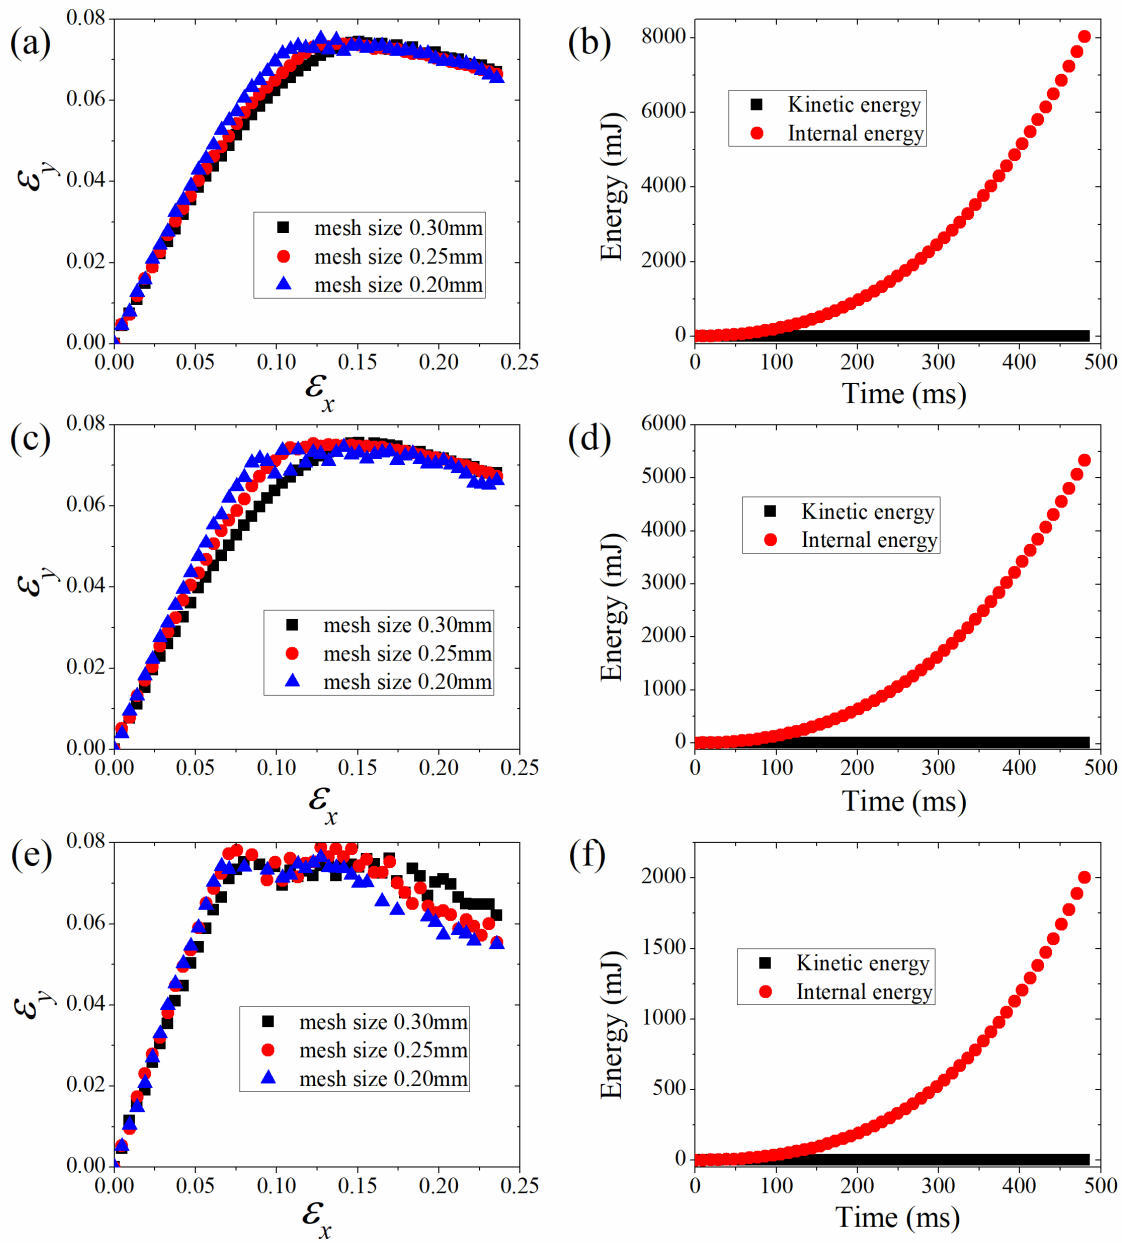 (a)
0.08
0.06
0.04
0.02
0.00
εy
mesh size 0.30mm
mesh size 0.25mm
mesh size 0.20mm
0.00 0.05 0.10 0.15 0.20 0.25
εx
(b)
8000
6000
4000
2000
0
Energy (mJ)
Kinetic energy
Internal energy
0 100 200 300 400 500
Time (ms)
(c)
0.08
0.06
0.04
0.02
0.00
εy
mesh size 0.30mm
mesh size 0.25mm
mesh size 0.20mm
0.00 0.05 0.10 0.15 0.20 0.25
εx
(d)
6000
5000
4000
3000
2000
1000
0
Energy (mJ)
Kinetic energy
Internal energy
0 100 200 300 400 500
Time (ms)
(e)
0.08
0.06
0.04
0.02
0.00
εy
mesh size 0.30mm
mesh size 0.25mm
mesh size 0.20mm
0.00 0.05 0.10 0.15 0.20 0.25
εx
(f)
2000
1500
1000
500
0
Energy (mJ)
Kinetic energy
Internal energy
0 100 200 300 400 500
Time (ms)